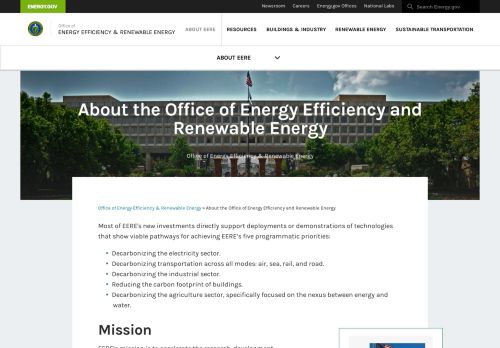 ENERGY.GOV
Newsroom Careers Energy.gov Offices National Labs Search Energy.gov
Office of
ENERGY EFFICIENCY & RENEWABLE ENERGY
ABOUT EERE RESOURCES BUILDINGS & INDUSTRY RENEWABLE ENERGY SUSTAINABLE TRANSPORTATION
ABOUT EERE
About the Office of Energy Efficiency and
Renewable Energy
Office of Energy Efficiency & Renewable Energy
Office of Energy Efficiency & Renewable Energy » About the Office of Energy Efficiency and Renewable Energy
Most of EERE's new investments directly support deployments or demonstrations of technologies
that show viable pathways for achieving EERE's five programmatic priorities:
• Decarbonizing the electricity sector.
• Decarbonizing transportation across all modes: air, sea, rail, and road.
• Decarbonizing the industrial sector.
• Reducing the carbon footprint of buildings.
• Decarbonizing the agriculture sector, specifically focused on the nexus between energy and
water.
Mission
EERE's mission is to accelerate the research, development,